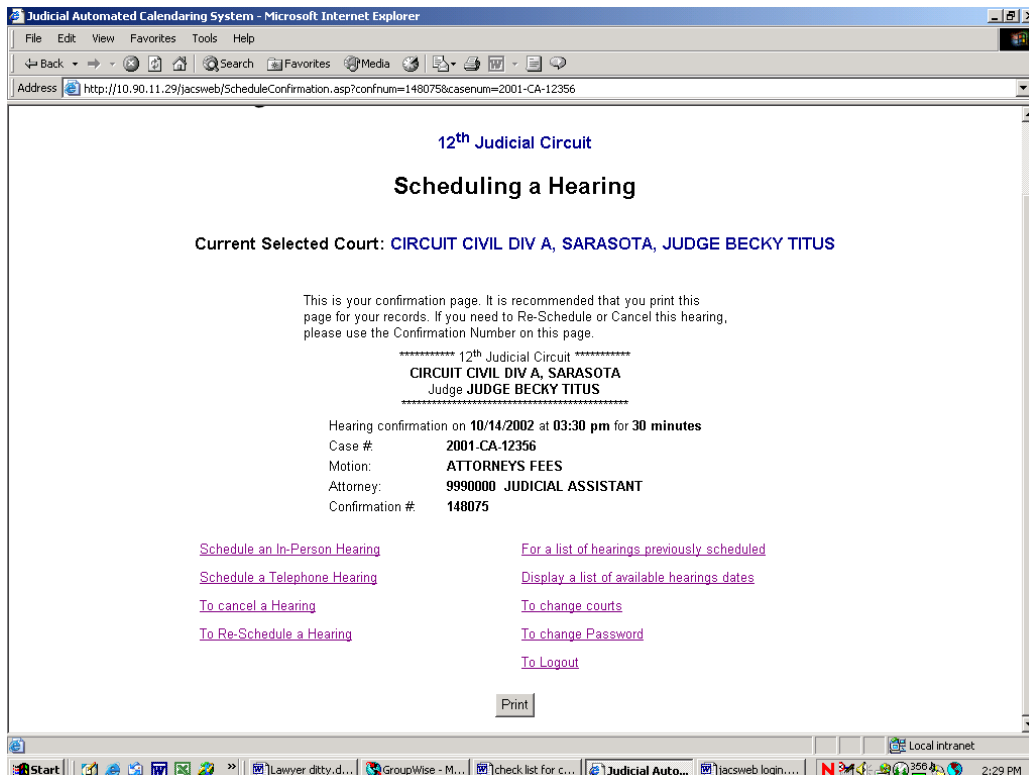 Judicial Automated Calendaring System - Microsoft Internet Explorer
File Edit View Favorites Tools Help
Back Search Favorites Media
Address http://10.90.11.29/jacsweb/ScheduleConfirmation.asp?confnum=148075&casenum=2001-CA-12356
12th Judicial Circuit
Scheduling a Hearing
Current Selected Court: CIRCUIT CIVIL DIV A, SARASOTA, JUDGE BECKY TITUS
This is your confirmation page. It is recommended that you print this
page for your records. If you need to Re-Schedule or Cancel this hearing,
please use the Confirmation Number on this page.
*********** 12th Judicial Circuit ***********
CIRCUIT CIVIL DIV A, SARASOTA
Judge JUDGE BECKY TITUS
*********************************************
Hearing confirmation on 10/14/2002 at 03:30 pm for 30 minutes
Case #: 2001-CA-12356
Motion: ATTORNEYS FEES
Attorney: 9990000 JUDICIAL ASSISTANT
Confirmation #: 148075
Schedule an In-Person Hearing For a list of hearings previously scheduled
Schedule a Telephone Hearing Display a list of available hearings dates
To cancel a Hearing To change courts
To Re-Schedule a Hearing To change Password
To Logout
Print
Local intranet
Start » Lawyer ditty.d... GroupWise - M... check list for c... Judicial Auto... jacsweb login.... 356 2:29 PM